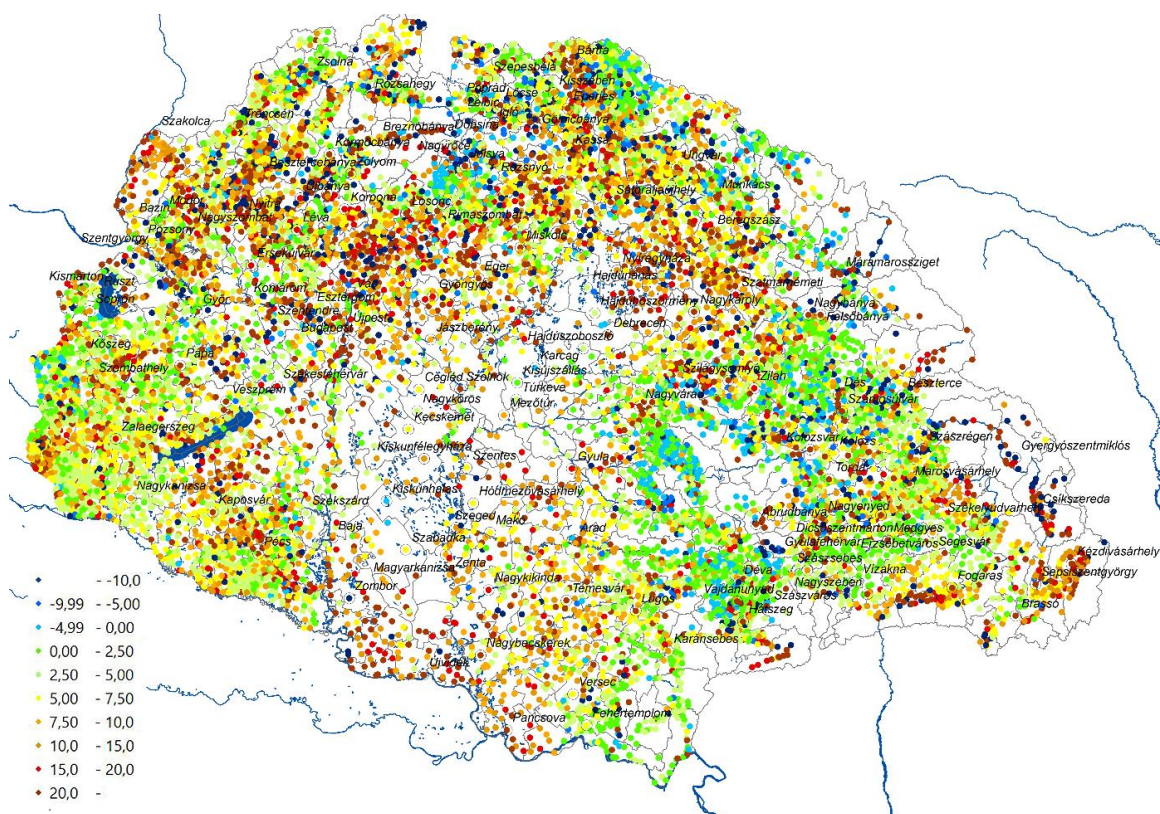 Bártfa
Zsolna
Szepesbéla
Kisszeben
Rózsahegy
Poprád
Lőcse
Eperjes
Leibic
Igló
Szakolca
Trencsén
Breznóbánya
Dobsina
Gölnicbánya
Körmöcbánya
Nagyrőce
Kassa
Jolsva
Besztercebánya
Zólyom
Rozsnyó
Ungvár
Munkács
Sátoraljaújhely
Korpona
Losonc
Modor
Bazin
Nyitra
Nagyszombat
Léva
Rimaszombat
Beregszász
Pozsony
Szentgyörgy
Miskolc
Érsekújvár
Nyíregyháza
Máramarossziget
Kismarton
Ruszt
Eger
Hajdúnánás
Szatmárnémeti
Sopron
Győr
Komárom
Vác
Gyöngyös
Esztergom
Hajdúböszörmény
Nagykároly
Nagybánya
Felsőbánya
Szentendre
Újpest
Budapest
Jászberény
Debrecen
Hajdúszoboszló
Kőszeg
Pápa
Karcag
Szombathely
Székesfehérvár
Cegléd
Szolnok
Kisújszállás
Szilágysomlyó
Zilah
Dés
Beszterce
Túrkeve
Veszprém
Nagykőrös
Mezőtúr
Nagyvárad
Szamosújvár
Kecskemét
Zalaegerszeg
Kolozsvár
Kolozs
Szászrégen
Kiskunfélegyháza
Gyergyószentmiklós
Szentes
Gyula
Torda
Marosvásárhely
Nagykanizsa
Kaposvár
Szekszárd
Kiskunhalas
Hódmezővásárhely
Csíkszereda
Abrudbánya
Nagyenyed
Székelyudvarhely
Szeged
Makó
Baja
Arad
Dicsőszentmárton
Medgyes
Pécs
Szabadka
Gyulafehérvár
Erzsébetváros
Segesvár
Kézdivásárhely
Zenta
Szászsebes
Magyarkanizsa
Déva
Vízakna
Fogaras
Sepsiszentgyörgy
Nagykikinda
Temesvár
Vajdahunyad
Nagyszeben
Zombor
Lugos
Szászváros
Brassó
Hátszeg
Karánsebes
Nagybecskerek
Újvidék
Versec
Pancsova
Fehértemplom
- -10,0
-9,99 - -5,00
-4,99 - 0,00
0,00 - 2,50
2,50 - 5,00
5,00 - 7,50
7,50 - 10,0
10,0 - 15,0
15,0 - 20,0
20,0 -